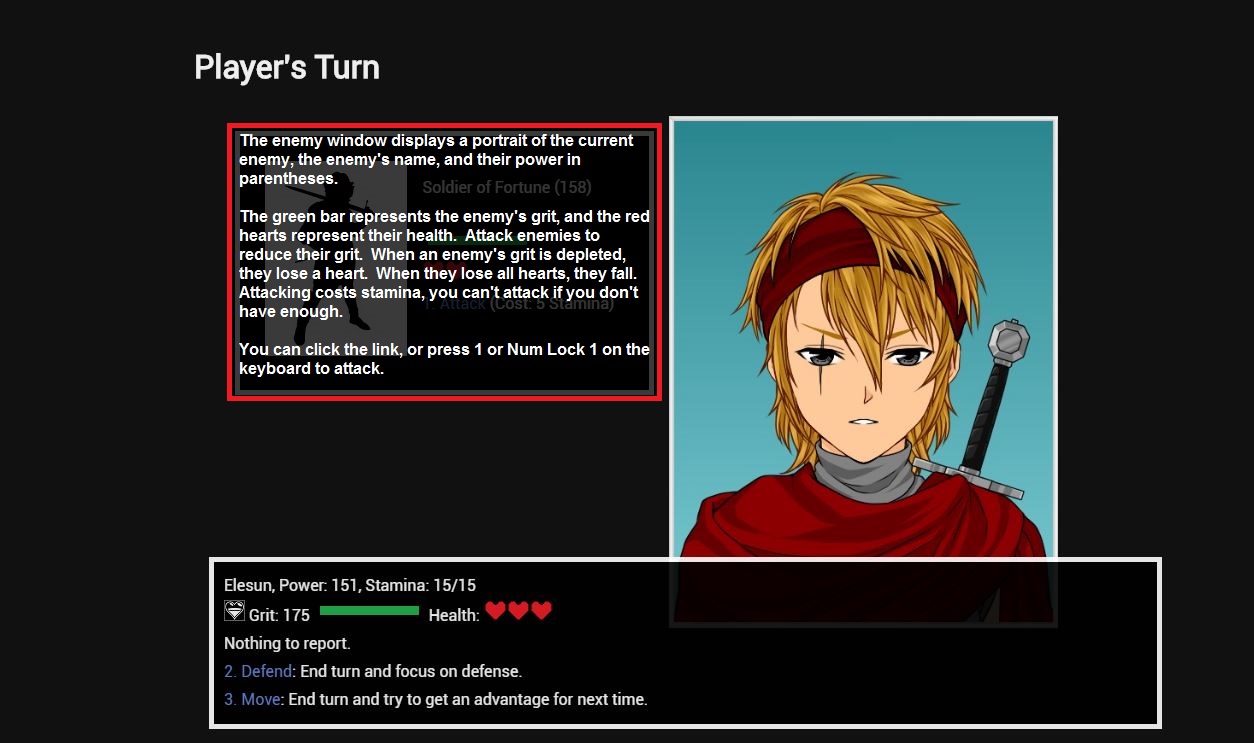 Player's Turn
The enemy window displays a portrait of the current
enemy, the enemy's name, and their power in
parentheses.
Soldier of Fortune (158)
The green bar represents the enemy's grit, and the red
hearts represent their health.  Attack enemies to
reduce their grit.  When an enemy's grit is depleted,
they lose a heart.  When they lose all hearts, they fall.
Attacking costs stamina, you can't attack if you don't
have enough.
1. Attack (Cost: 5 Stamina)
You can click the link, or press 1 or Num Lock 1 on the
keyboard to attack.
Elesun, Power: 151, Stamina: 15/15
Grit: 175 Health:
Nothing to report.
2. Defend: End turn and focus on defense.
3. Move: End turn and try to get an advantage for next time.